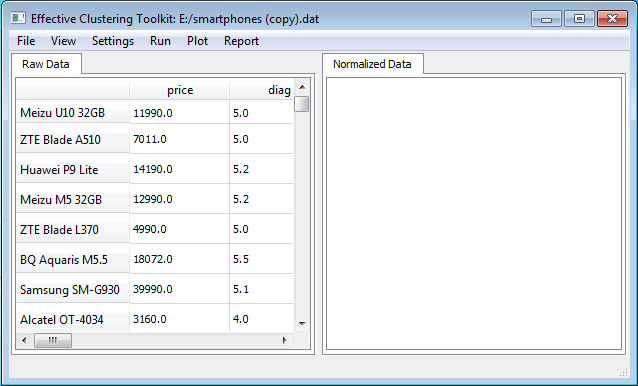 Effective Clustering Toolkit: E:/smartphones (copy).dat
File View Settings Run Plot Report
Raw Data Normalized Data
price diag
Meizu U10 32GB 11990.0 5.0
ZTE Blade A510 7011.0 5.0
Huawei P9 Lite 14190.0 5.2
Meizu M5 32GB 12990.0 5.2
ZTE Blade L370 4990.0 5.0
BQ Aquaris M5.5 18072.0 5.5
Samsung SM-G930 39990.0 5.1
Alcatel OT-4034 3160.0 4.0